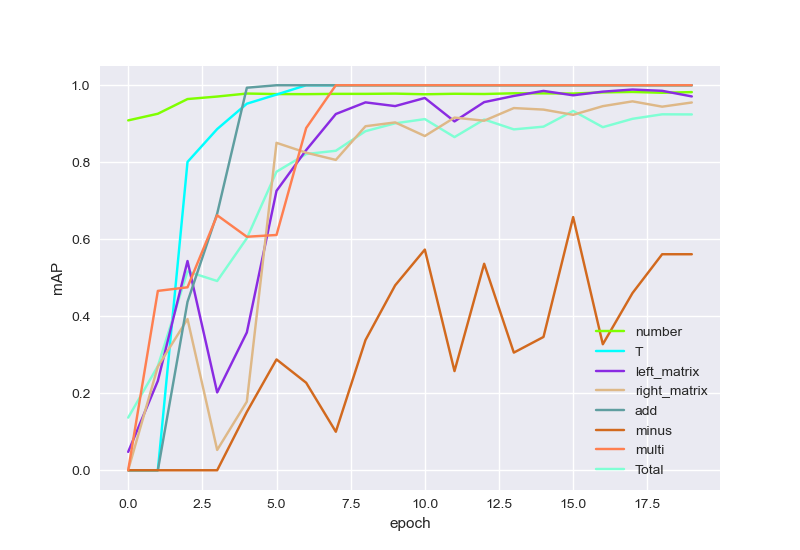 1.0
0.8
0.6
0.4
0.2
0.0
mAP
0.0 2.5 5.0 7.5 10.0 12.5 15.0 17.5
epoch
number
T
left_matrix
right_matrix
add
minus
multi
Total